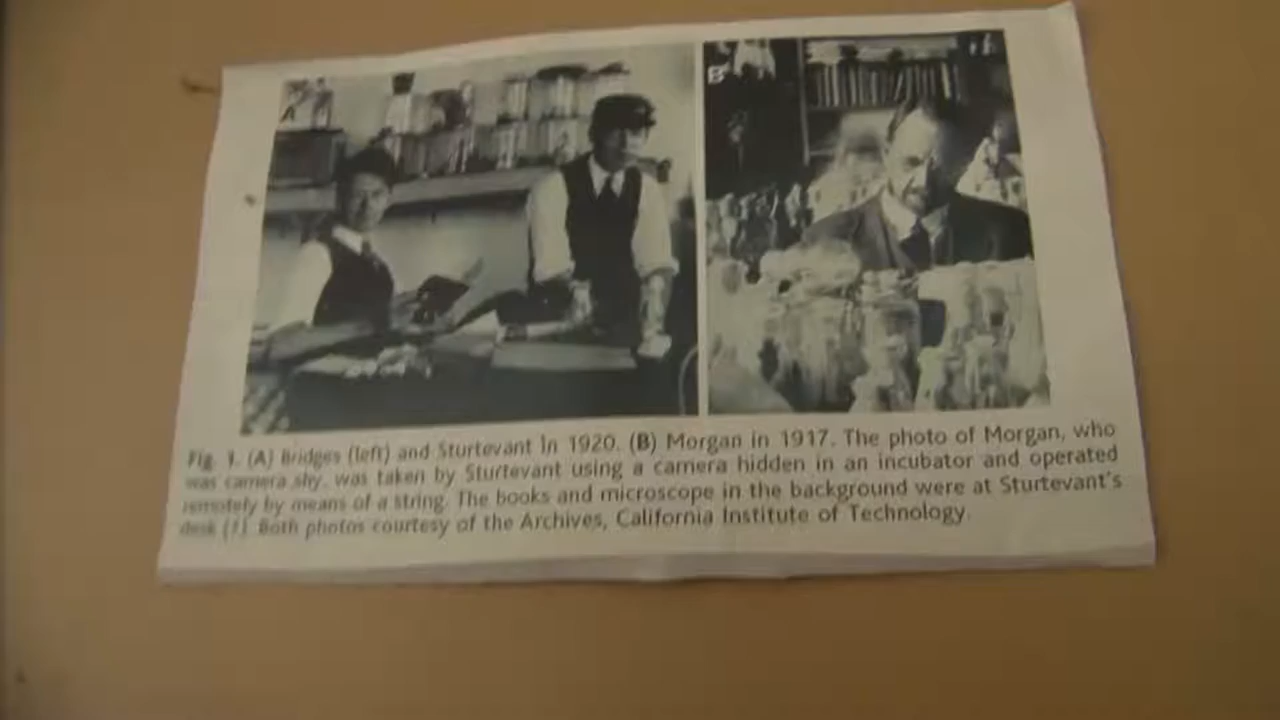 A
B
Fig. 1. (A) Bridges (left) and Sturtevant in 1920. (B) Morgan in 1917. The photo of Morgan, who
was camera shy, was taken by Sturtevant using a camera hidden in an incubator and operated
remotely by means of a string. The books and microscope in the background were at Sturtevant's
desk (1). Both photos courtesy of the Archives, California Institute of Technology.